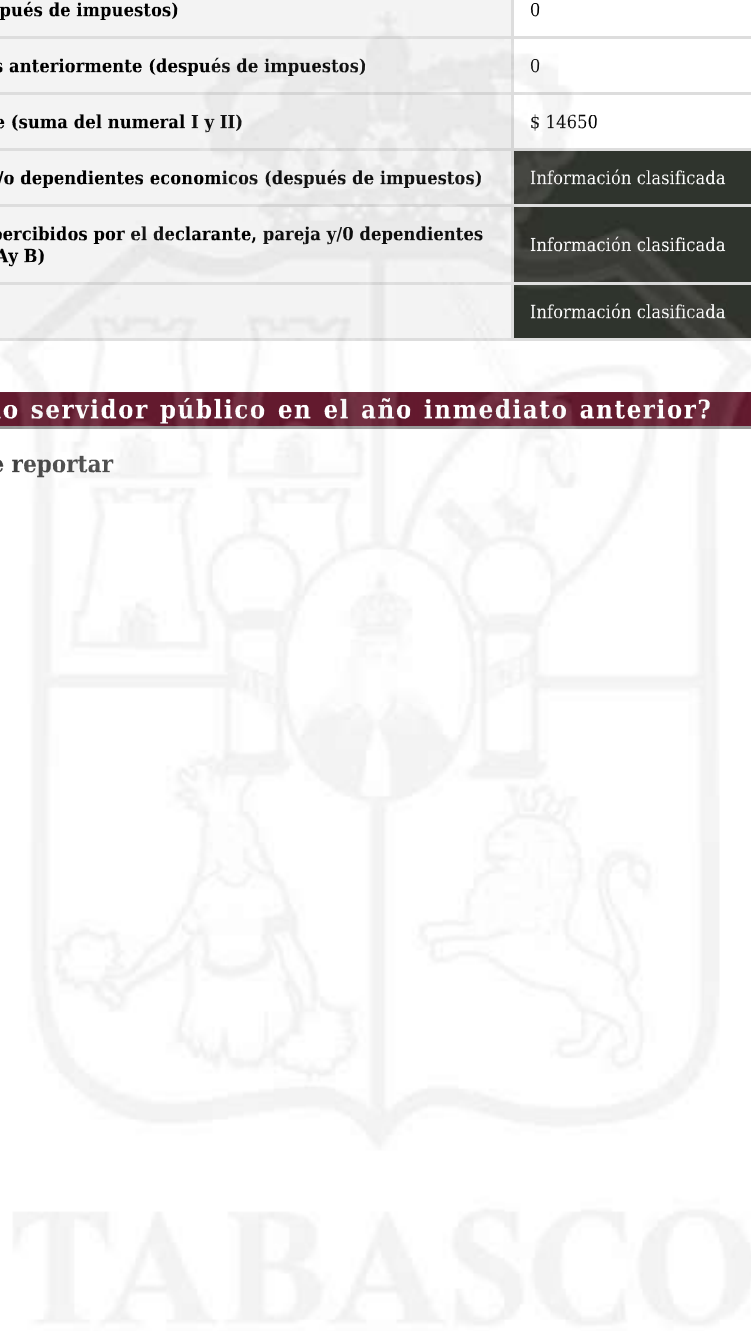 pués de impuestos)
0
s anteriormente (después de impuestos)
0
e (suma del numeral I y II)
$ 14650
/o dependientes economicos (después de impuestos)
Información clasificada
percibidos por el declarante, pareja y/0 dependientes
Ay B)
Información clasificada
Información clasificada
o servidor público en el año inmediato anterior?
e reportar
TABASCO